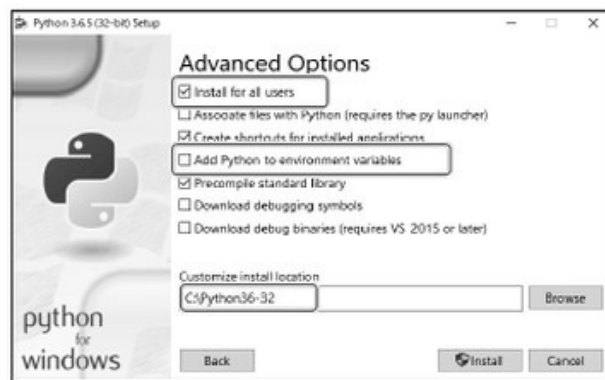 Python 3.6.5 (32-bit) Setup
Advanced Options
Install for all users
Associate files with Python (requires the py launcher)
Create shortcuts for installed applications
Add Python to environment variables
Precompile standard library
Download debugging symbols
Download debug binaries (requires VS 2015 or later)
Customize install location
C:\Python36-32
Browse
python
for
windows
Back
Install
Cancel